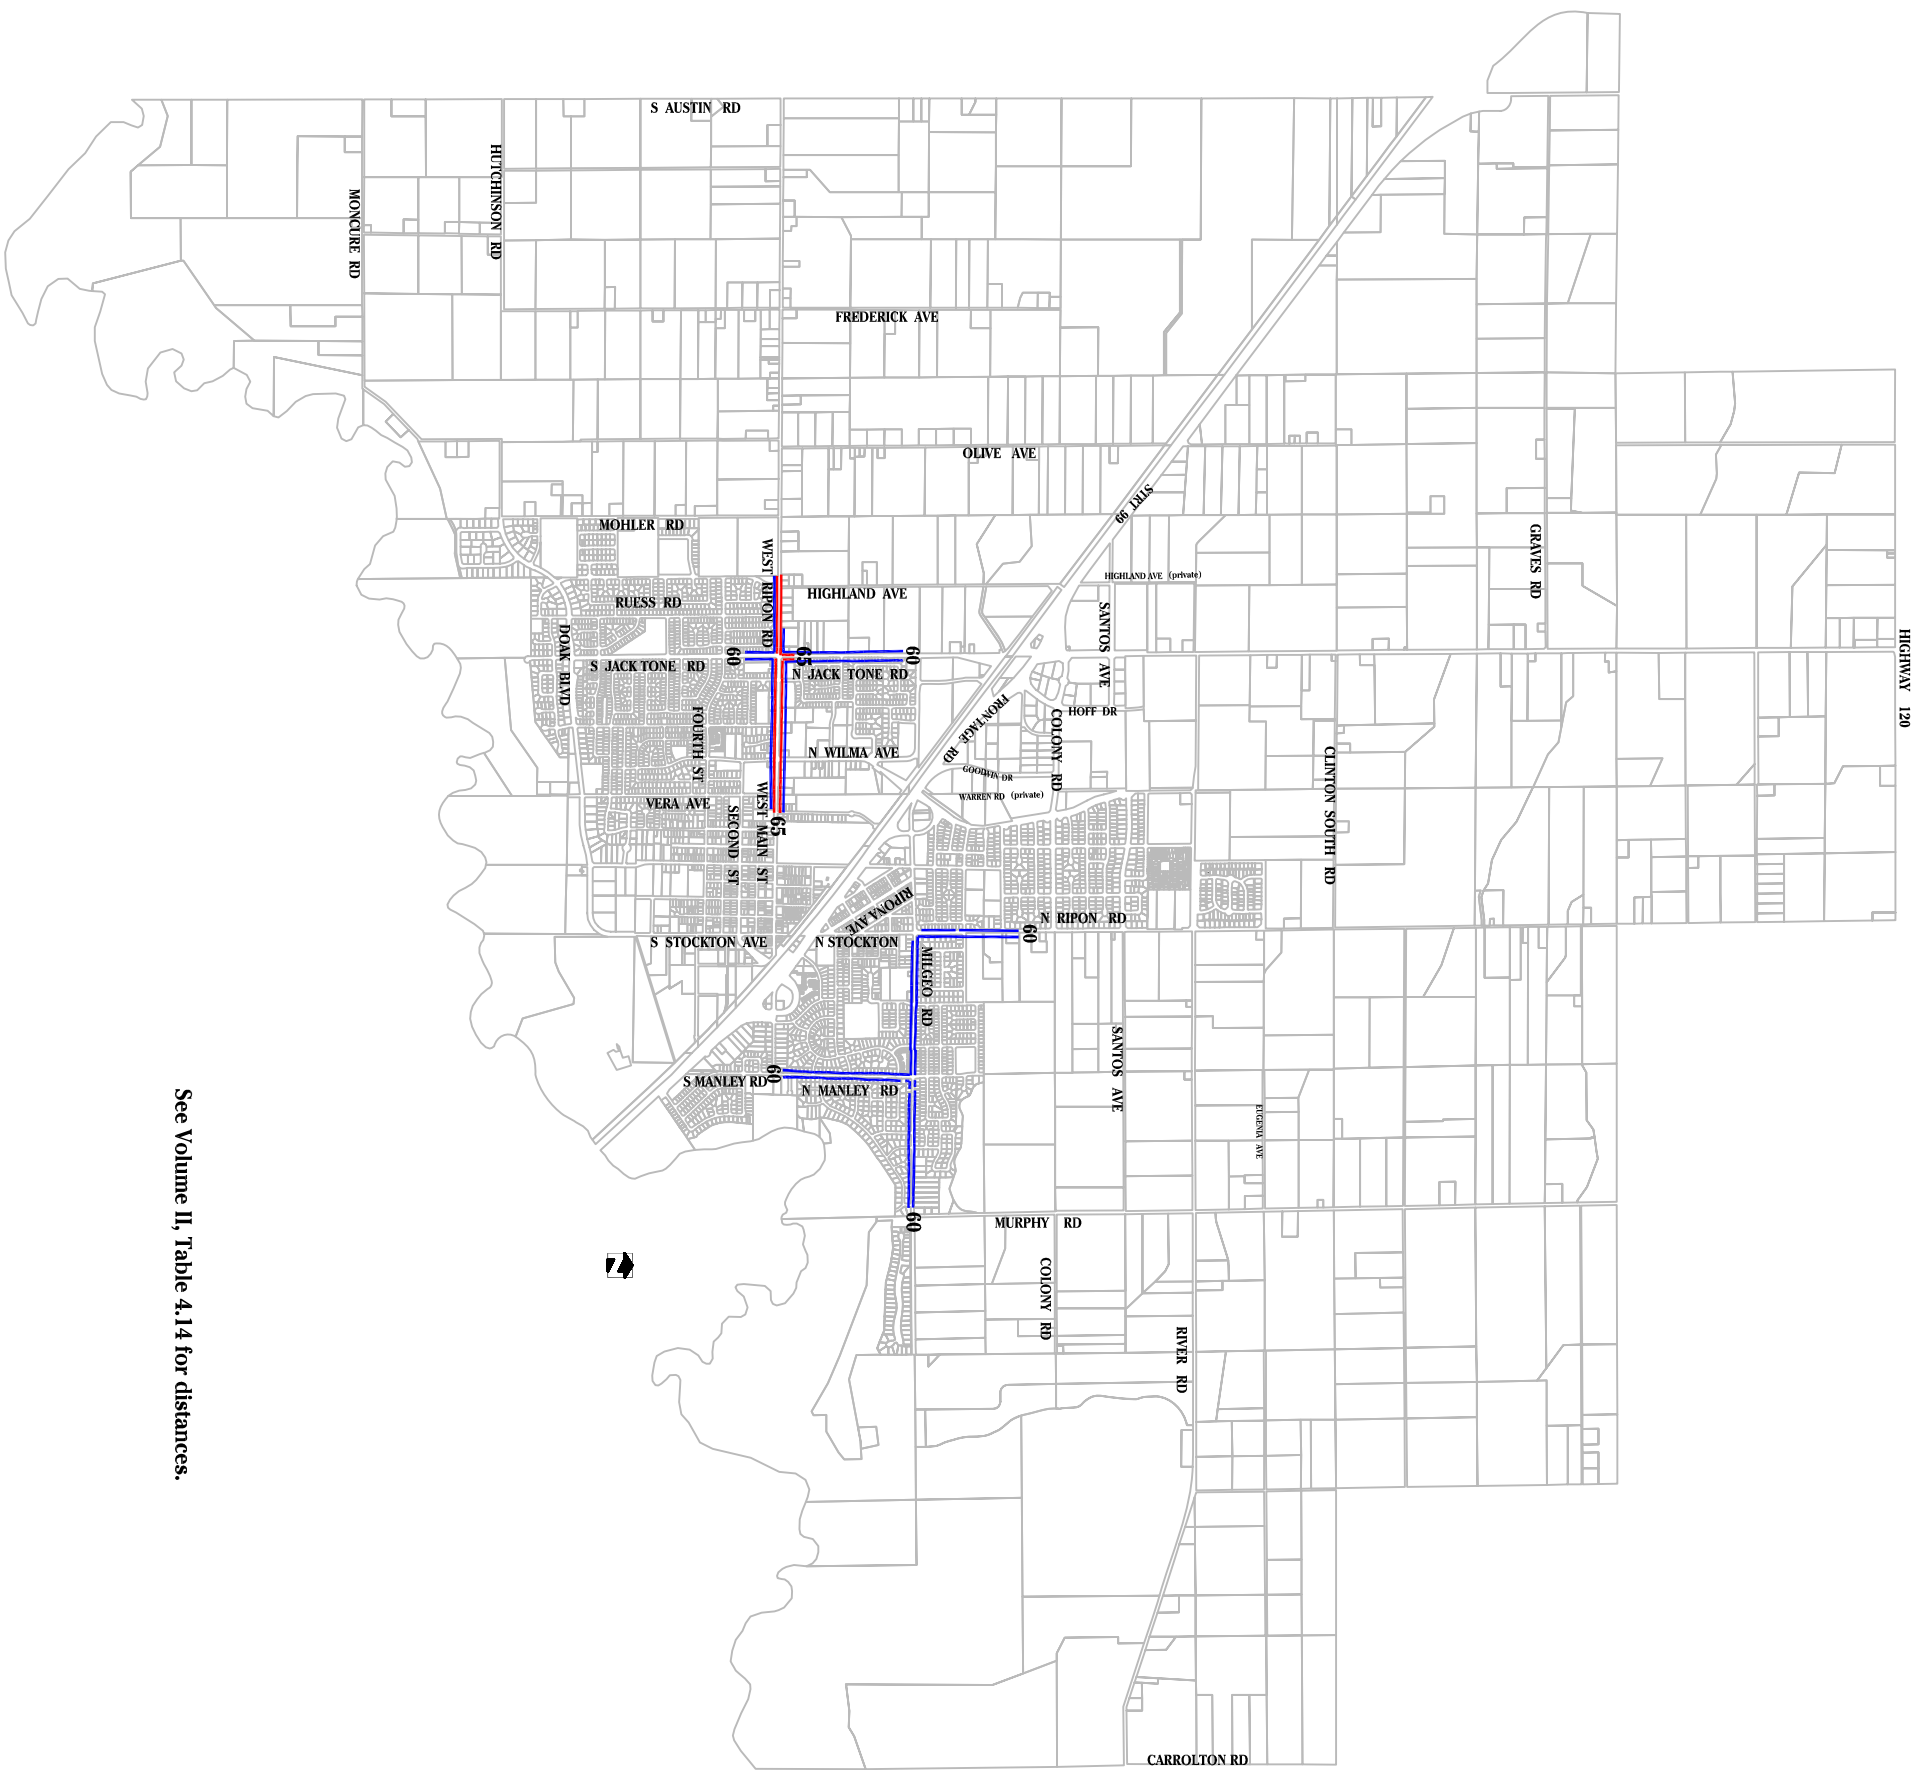 S AUSTIN RD
HUTCHINSON RD
MONCURE RD
FREDERICK AVE
OLIVE AVE
STRT 99
MOHLER RD
WEST RIPON RD
HIGHLAND AVE (private)
HIGHLAND AVE
GRAVES RD
RUESS RD
SANTOS AVE
DOAK BLVD
HIGHWAY 120
60
65
60
S JACK TONE RD
N JACK TONE RD
FRONTAGE RD
HOFF DR
COLONY RD
FOURTH ST
N WILMA AVE
CLINTON SOUTH RD
GOODWIN DR
WARREN RD (private)
VERA AVE
SECOND ST
WEST MAIN ST
65
RIPONA AVE
N RIPON RD
60
S STOCKTON AVE
N STOCKTON
MILGEO RD
SANTOS AVE
60
S MANLEY RD
N MANLEY RD
EUGENIA AVE
60
MURPHY RD
COLONY RD
N
RIVER RD
See Volume II, Table 4.14 for distances.
CARROLTON RD